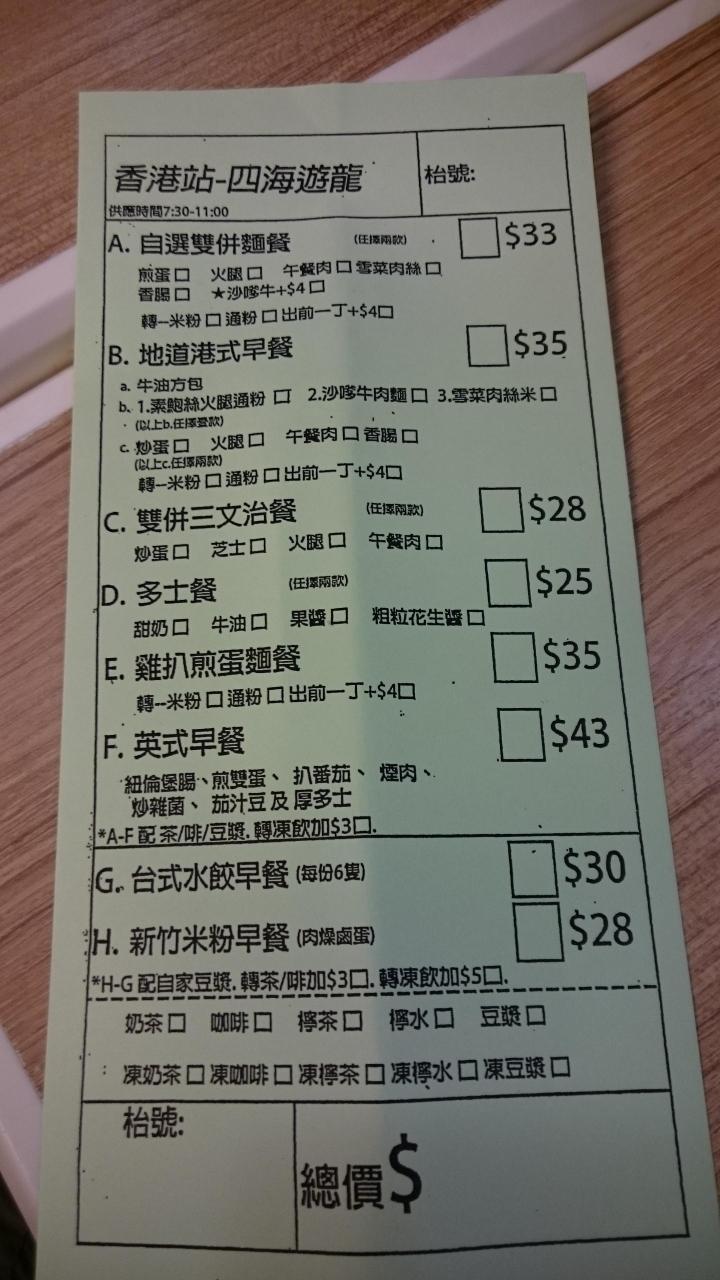 香港站-四海遊龍
枱號:
供應時間7:30-11:00
A. 自選雙併麵餐 (任擇兩款) □ $33
煎蛋□ 火腿□ 午餐肉□ 雪菜肉絲□
香腸□ ★沙嗲牛+$4□
轉--米粉□ 通粉□ 出前一丁+$4□
B. 地道港式早餐 □ $35
a. 牛油方包
b. 1.素鮑絲火腿通粉 □ 2.沙嗲牛肉麵□ 3.雪菜肉絲米□
(以上b.任擇壹款)
c. 炒蛋□ 火腿□ 午餐肉□ 香腸□
(以上c.任擇兩款)
轉--米粉□ 通粉□ 出前一丁+$4□
C. 雙併三文治餐 (任擇兩款) □ $28
炒蛋□ 芝士□ 火腿□ 午餐肉□
D. 多士餐 (任擇兩款) □ $25
甜奶□ 牛油□ 果醬□ 粗粒花生醬□
E. 雞扒煎蛋麵餐 □ $35
轉--米粉□ 通粉□ 出前一丁+$4□
F. 英式早餐 □ $43
紐倫堡腸、煎雙蛋、 扒番茄、 煙肉、
炒雜菌、 茄汁豆 及 厚多士
*A-F 配 茶/啡/豆漿. 轉凍飲加$3□.
G. 台式水餃早餐 (每份6隻) □ $30
H. 新竹米粉早餐 (肉燥鹵蛋) □ $28
*H-G 配自家豆漿. 轉茶/啡加$3□. 轉凍飲加$5□.
奶茶□ 咖啡□ 檸茶□ 檸水□ 豆漿□
凍奶茶□ 凍咖啡□ 凍檸茶□ 凍檸水□ 凍豆漿□
枱號:
總價$